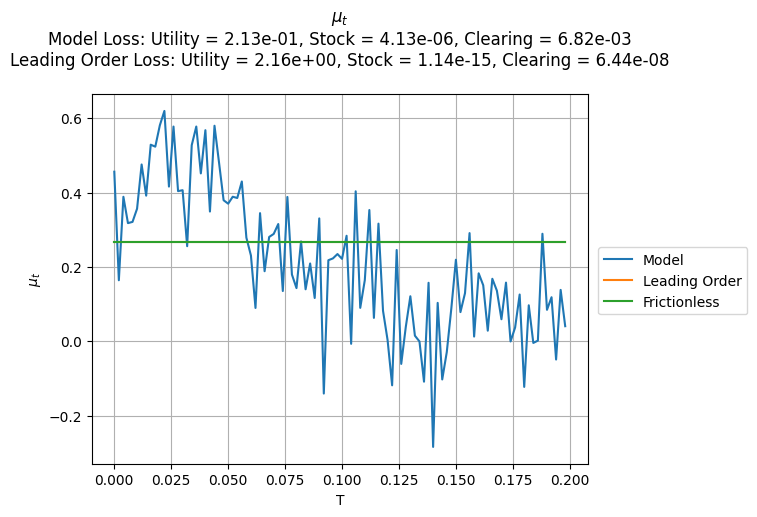 μₜ
Model Loss: Utility = 2.13e-01, Stock = 4.13e-06, Clearing = 6.82e-03
Leading Order Loss: Utility = 2.16e+00, Stock = 1.14e-15, Clearing = 6.44e-08
0.6
0.4
0.2
0.0
−0.2
μₜ
0.000 0.025 0.050 0.075 0.100 0.125 0.150 0.175 0.200
T
Model
Leading Order
Frictionless